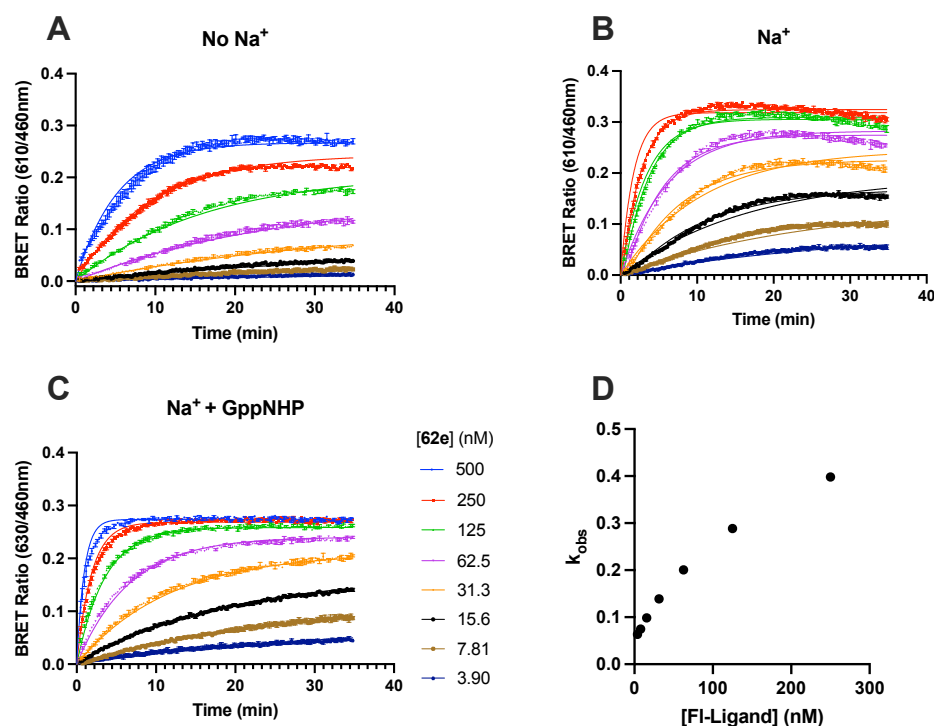 A
No Na⁺
BRET Ratio (610/460nm)
0.4
0.3
0.2
0.1
0.0
0 10 20 30 40
Time (min)
B
Na⁺
BRET Ratio (610/460nm)
0.4
0.3
0.2
0.1
0.0
0 10 20 30 40
Time (min)
C
Na⁺ + GppNHP
BRET Ratio (630/460nm)
0.4
0.3
0.2
0.1
0.0
0 10 20 30 40
Time (min)
[62e] (nM)
500
250
125
62.5
31.3
15.6
7.81
3.90
D
k_obs
0.5
0.4
0.3
0.2
0.1
0.0
0 100 200 300
[Fl-Ligand] (nM)